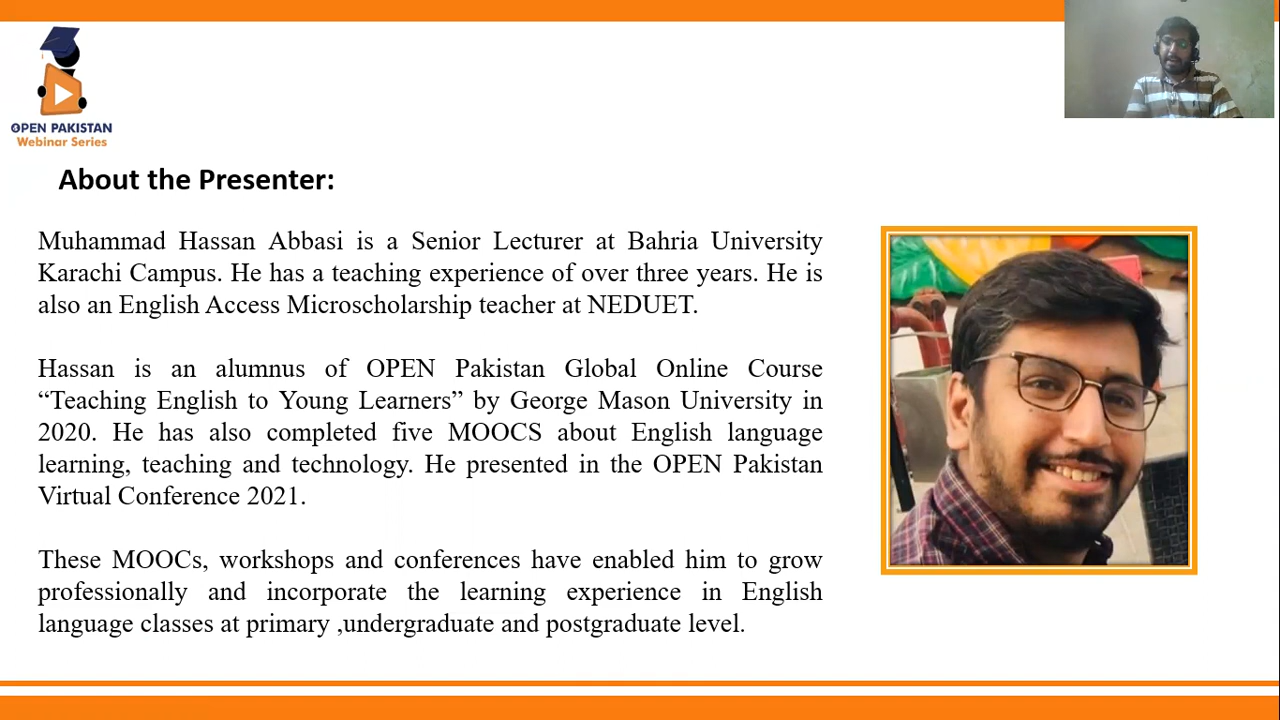 OPEN PAKISTAN
Webinar Series
About the Presenter:
Muhammad Hassan Abbasi is a Senior Lecturer at Bahria University
Karachi Campus. He has a teaching experience of over three years. He is
also an English Access Microscholarship teacher at NEDUET.
Hassan is an alumnus of OPEN Pakistan Global Online Course
“Teaching English to Young Learners” by George Mason University in
2020. He has also completed five MOOCS about English language
learning, teaching and technology. He presented in the OPEN Pakistan
Virtual Conference 2021.
These MOOCs, workshops and conferences have enabled him to grow
professionally and incorporate the learning experience in English
language classes at primary ,undergraduate and postgraduate level.